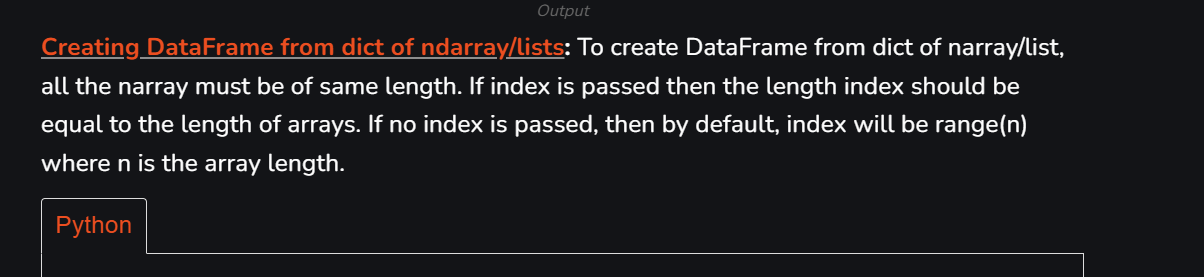 Output
Creating DataFrame from dict of ndarray/lists: To create DataFrame from dict of narray/list,
all the narray must be of same length. If index is passed then the length index should be
equal to the length of arrays. If no index is passed, then by default, index will be range(n)
where n is the array length.
Python